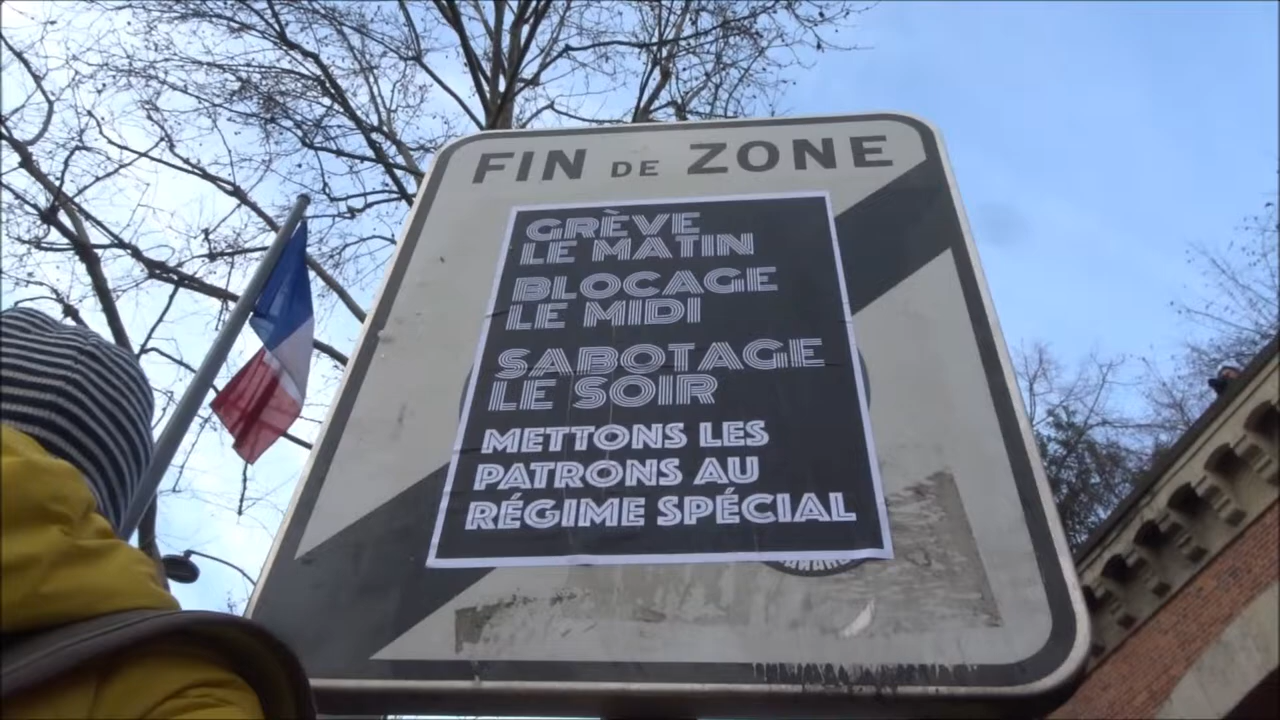 FIN DE ZONE
GRÈVE
LE MATIN
BLOCAGE
LE MIDI
SABOTAGE
LE SOIR
METTONS LES
PATRONS AU
RÉGIME SPÉCIAL